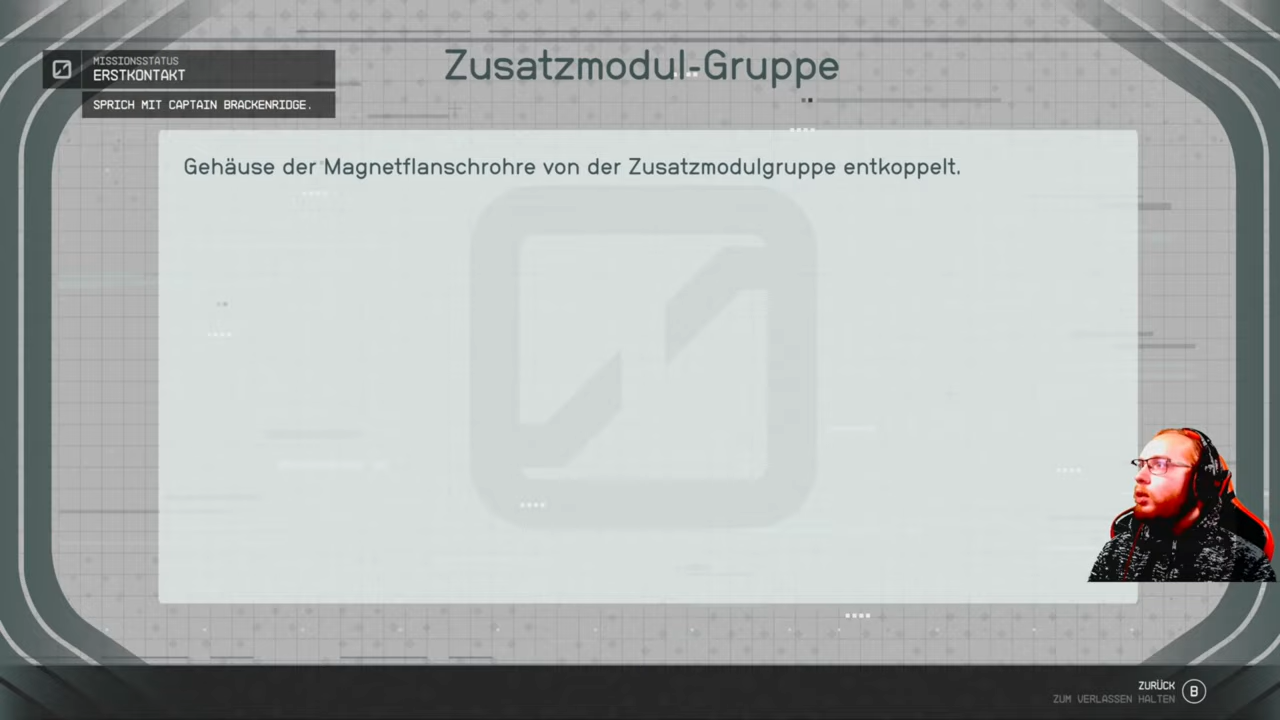 Zusatzmodul-Gruppe
MISSIONSSTATUS
ERSTKONTAKT
SPRICH MIT CAPTAIN BRACKENRIDGE.
Gehäuse der Magnetflanschrohre von der Zusatzmodulgruppe entkoppelt.
ZURÜCK
ZUM VERLASSEN HALTEN
B